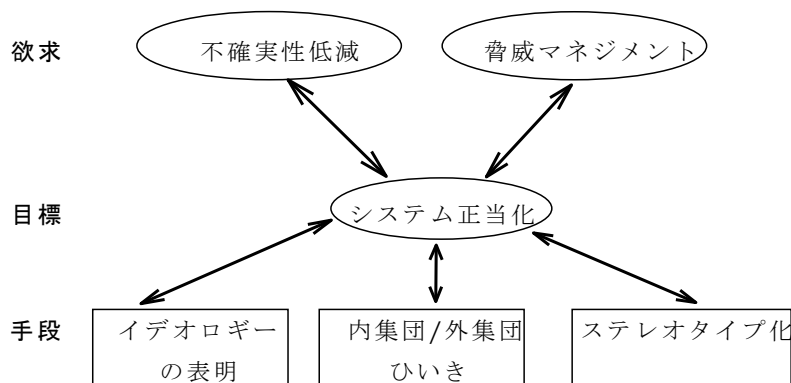 欲求
不確実性低減
脅威マネジメント
目標
システム正当化
手段
イデオロギー
の表明
内集団/外集団
ひいき
ステレオタイプ化